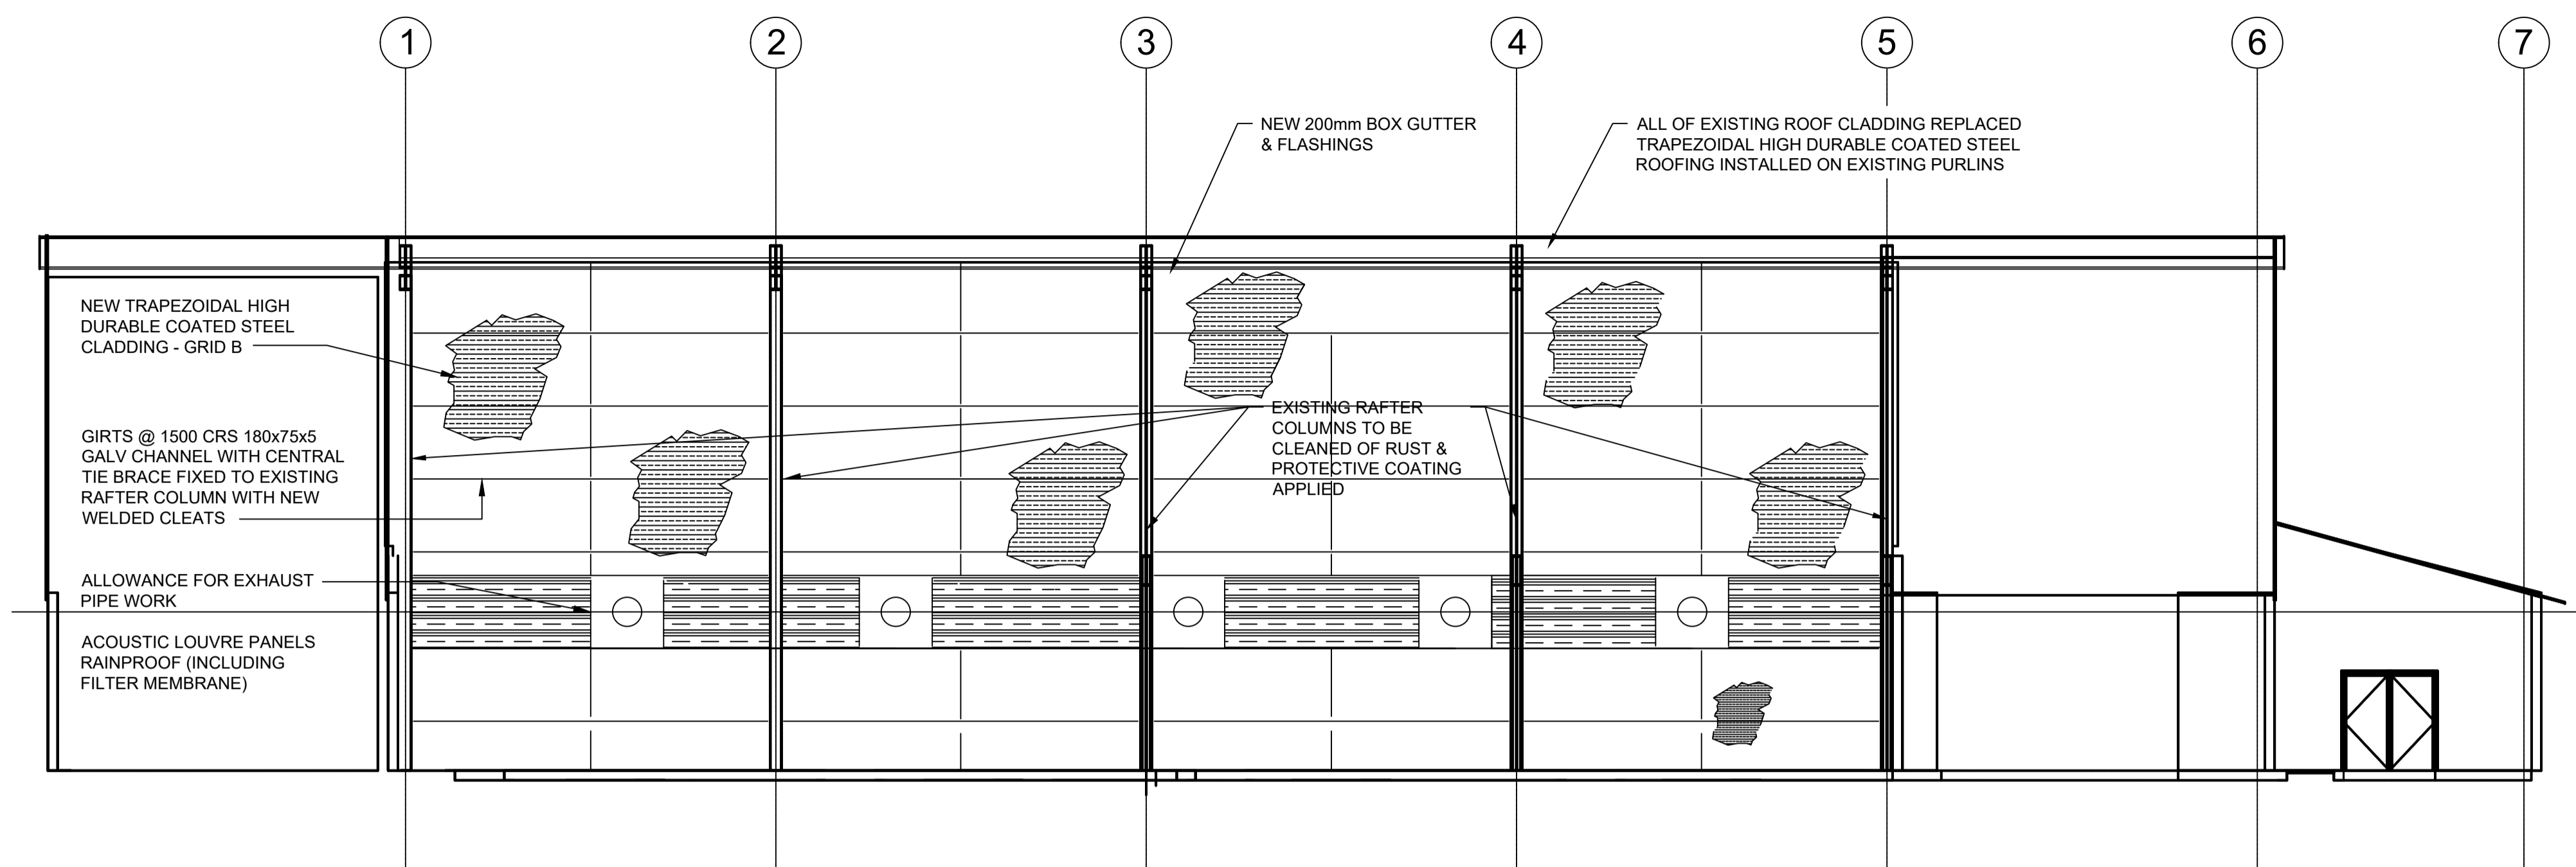 1
2
3
4
5
6
7
NEW 200mm BOX GUTTER
& FLASHINGS
ALL OF EXISTING ROOF CLADDING REPLACED
TRAPEZOIDAL HIGH DURABLE COATED STEEL
ROOFING INSTALLED ON EXISTING PURLINS
NEW TRAPEZOIDAL HIGH
DURABLE COATED STEEL
CLADDING - GRID B
GIRTS @ 1500 CRS 180x75x5
GALV CHANNEL WITH CENTRAL
TIE BRACE FIXED TO EXISTING
RAFTER COLUMN WITH NEW
WELDED CLEATS
EXISTING RAFTER
COLUMNS TO BE
CLEANED OF RUST &
PROTECTIVE COATING
APPLIED
ALLOWANCE FOR EXHAUST
PIPE WORK
ACOUSTIC LOUVRE PANELS
RAINPROOF (INCLUDING
FILTER MEMBRANE)